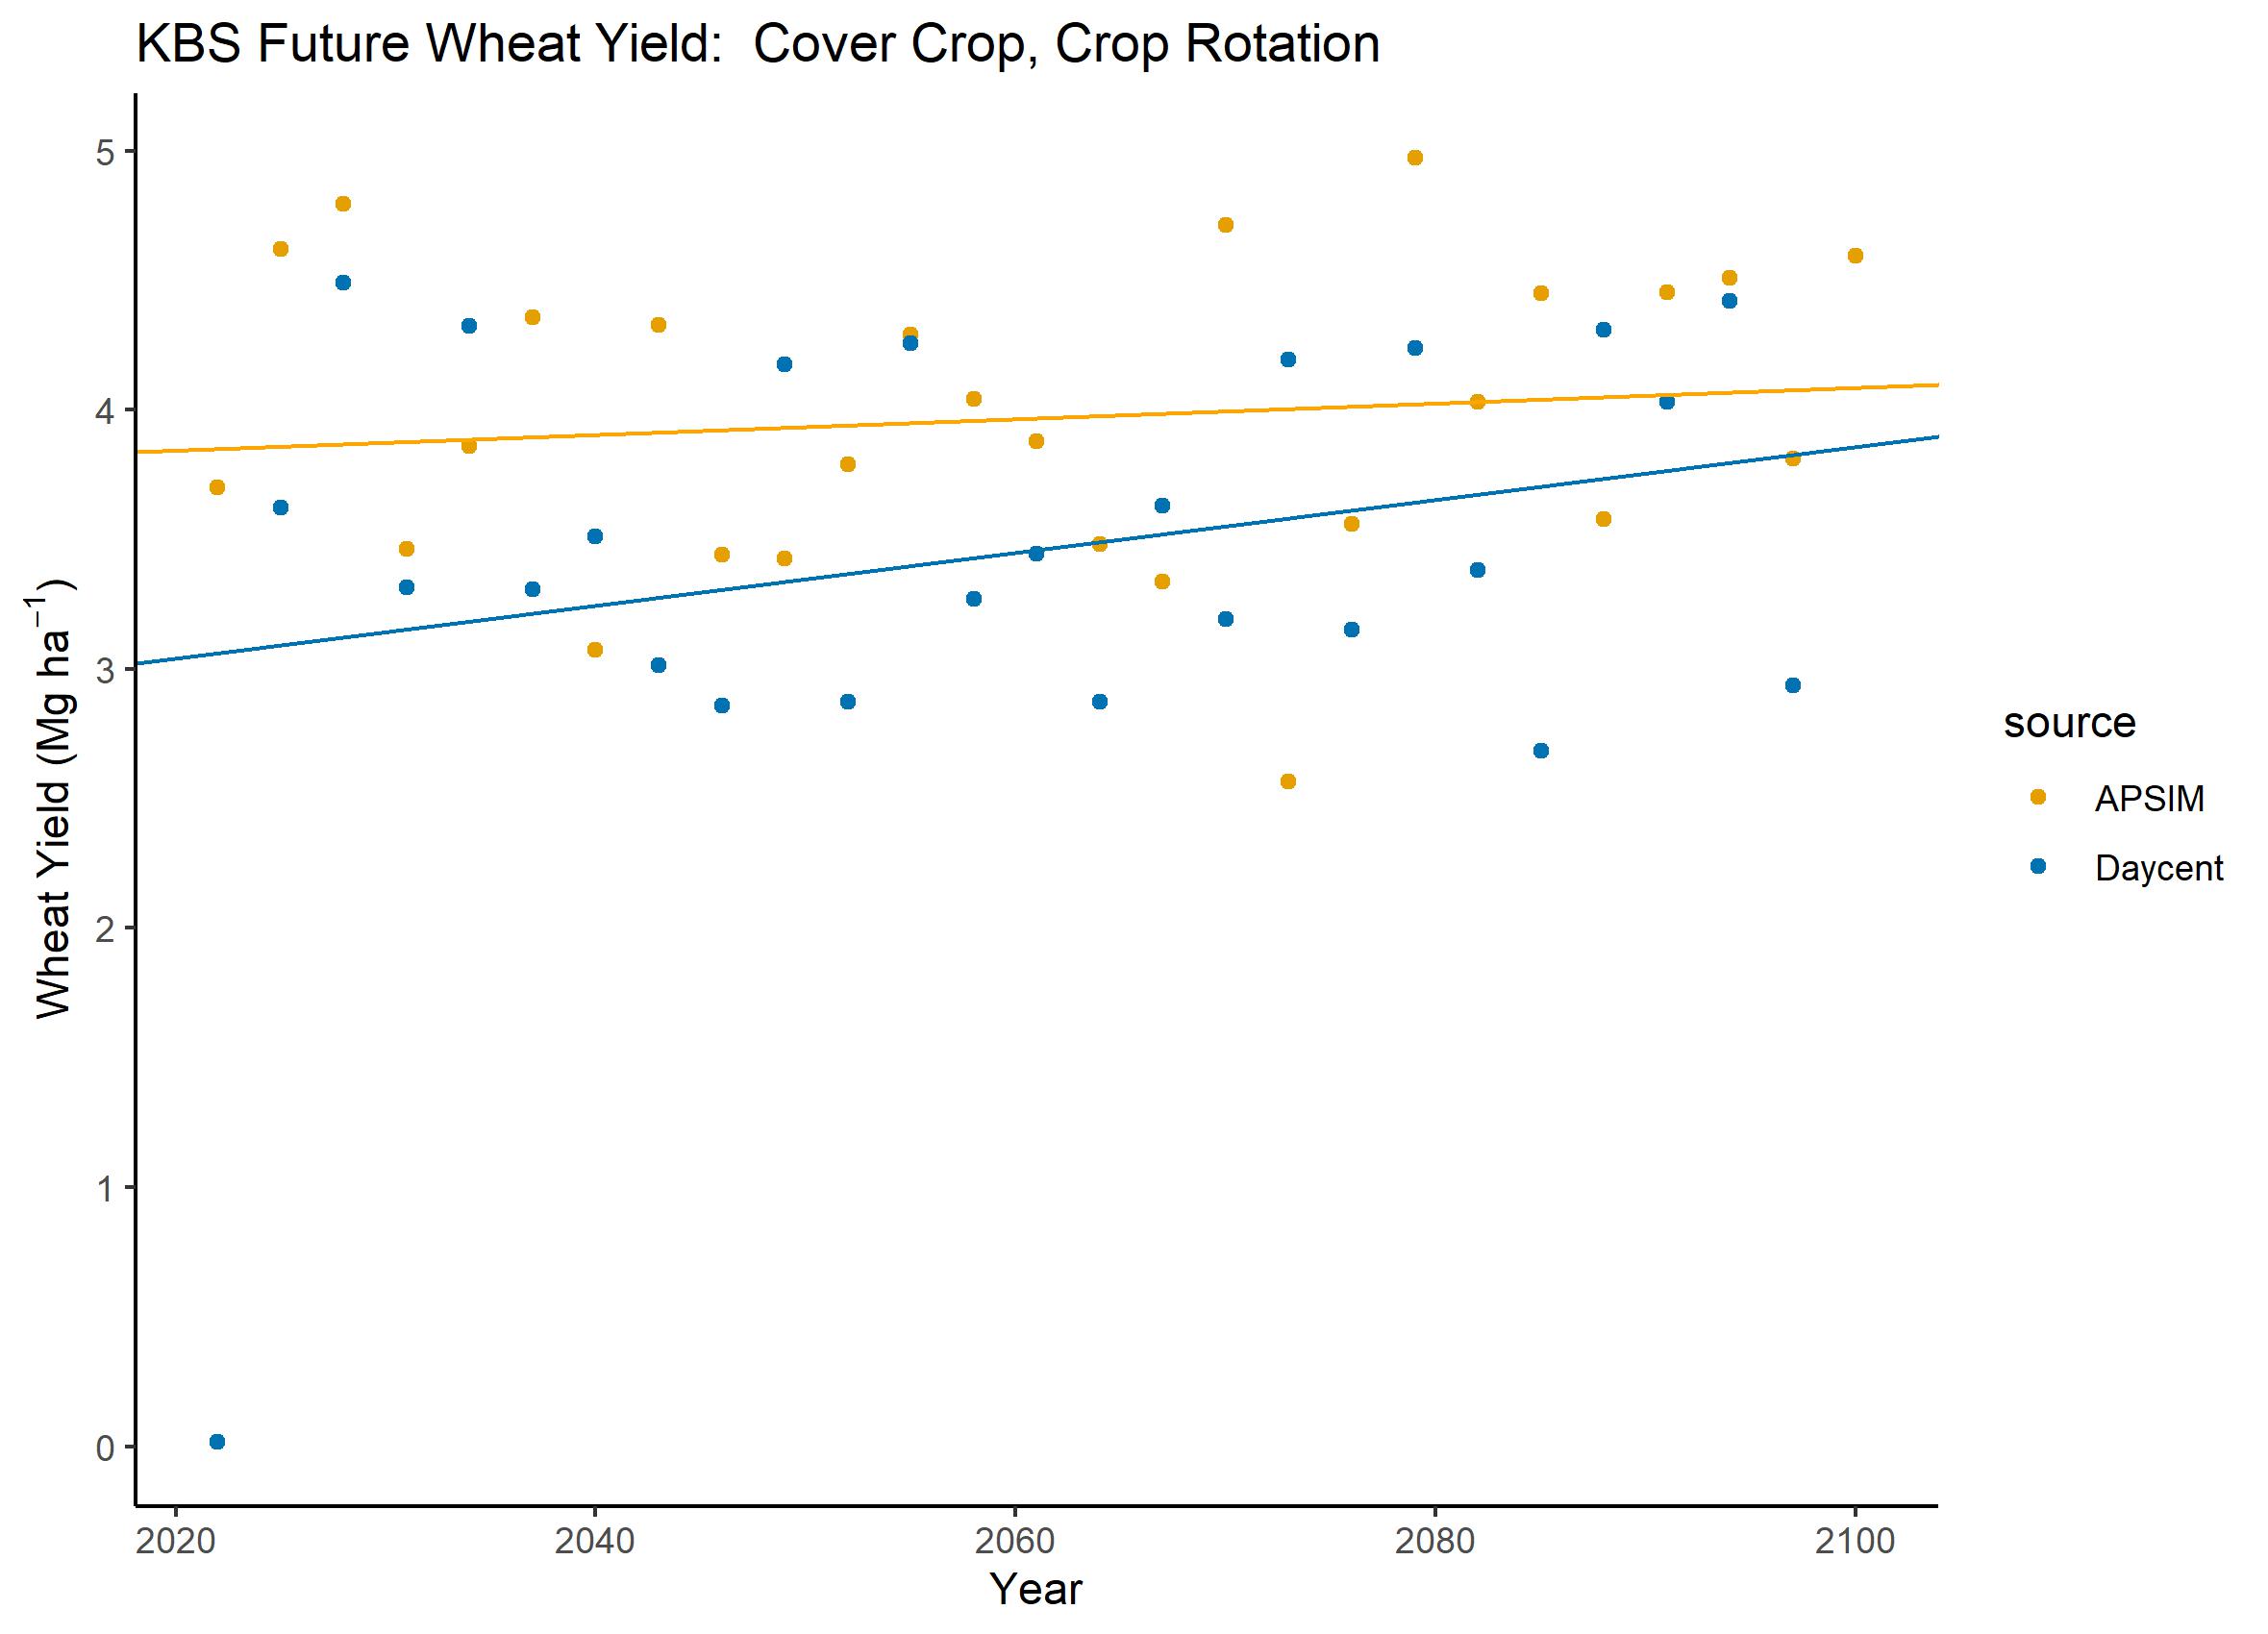 KBS Future Wheat Yield:  Cover Crop, Crop Rotation
Wheat Yield (Mg ha⁻¹)
5
4
3
2
1
0
2020 2040 2060 2080 2100
Year
source
APSIM
Daycent